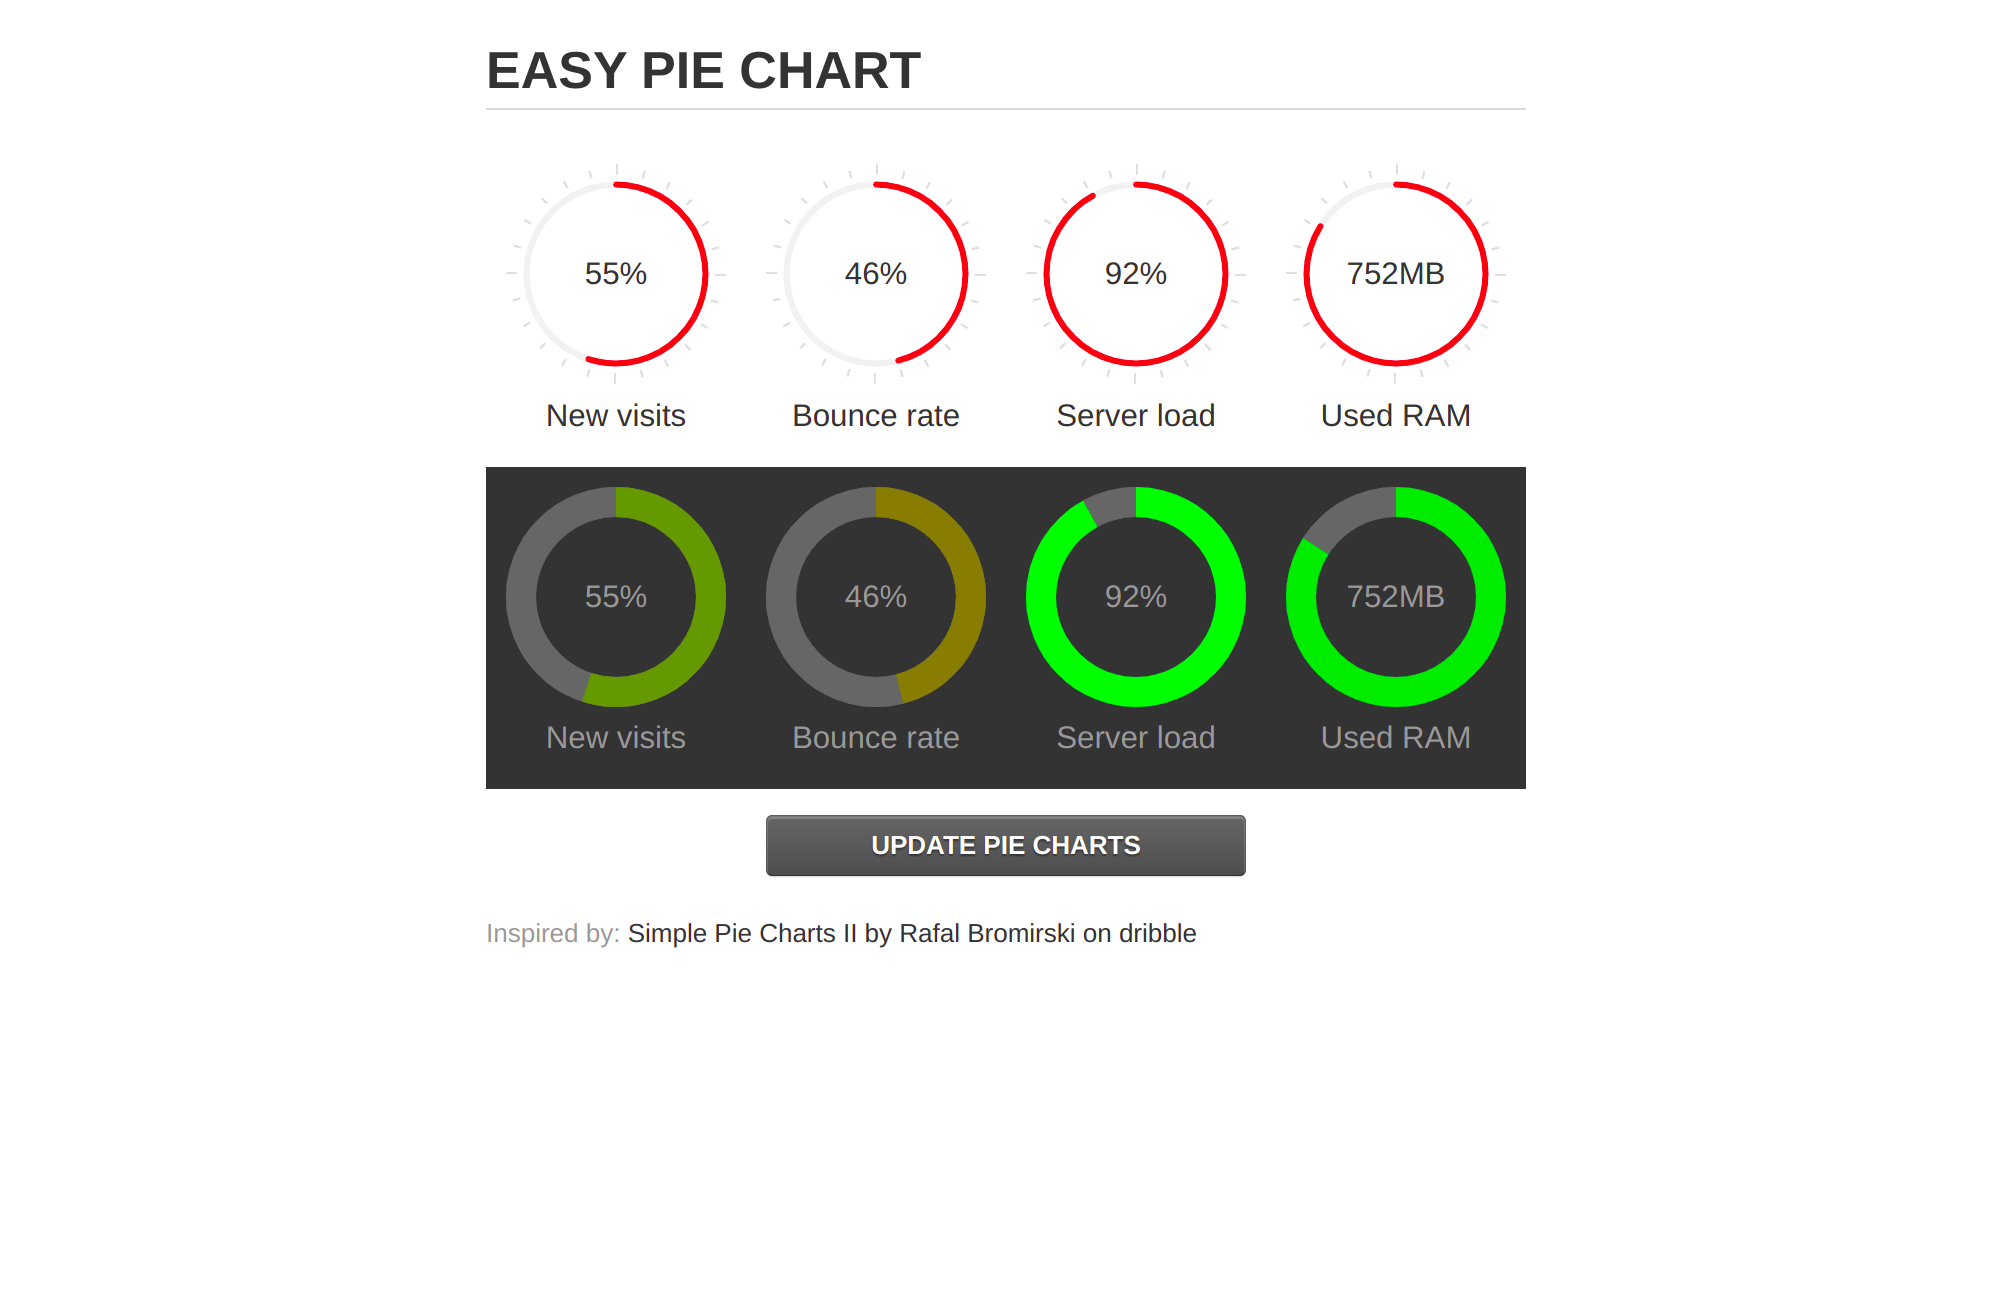 EASY PIE CHART
55% 46% 92% 752MB
New visits Bounce rate Server load Used RAM
55% 46% 92% 752MB
New visits Bounce rate Server load Used RAM
UPDATE PIE CHARTS
Inspired by: Simple Pie Charts II by Rafal Bromirski on dribble